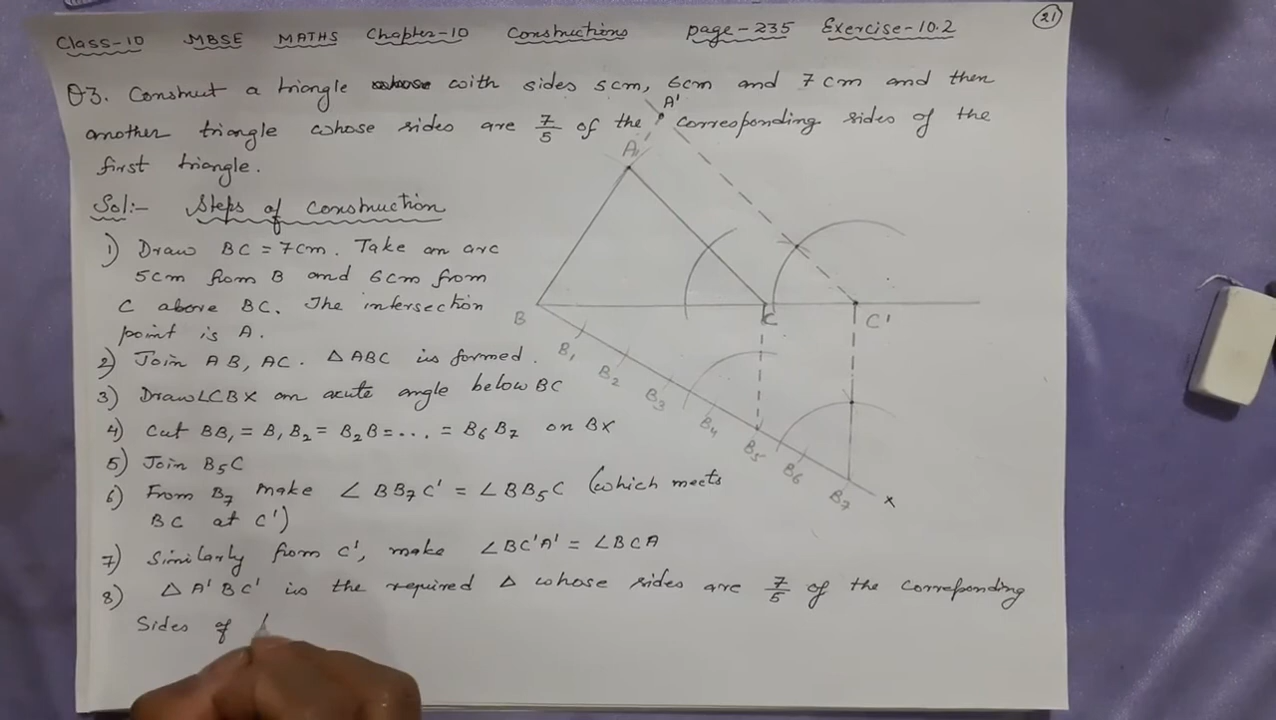 21
Class-10 MBSE MATHS Chapter-10 Constructions page-235 Exercise-10.2
Q3. Construct a triangle with sides 5cm, 6cm and 7cm and then
another triangle whose sides are 7/5 of the corresponding sides of the
first triangle.
Sol:- Steps of Construction
1) Draw BC = 7cm. Take an arc
5cm from B and 6cm from
C above BC. The intersection
point is A.
2) Join AB, AC. △ABC is formed.
3) Draw ∠CBX an acute angle below BC
4) Cut BB₁ = B₁B₂ = B₂B = ... = B₆B₇ on BX
5) Join B₅C
6) From B₇ make ∠BB₇C' = ∠BB₅C (which meets
BC at C')
7) Similarly from C', make ∠BC'A' = ∠BCA
8) △A'BC' is the required △ whose sides are 7/5 of the correponding
Sides of
A'
A
B
C
C'
B₁
B₂
B₃
B₄
B₅
B₆
B₇
X